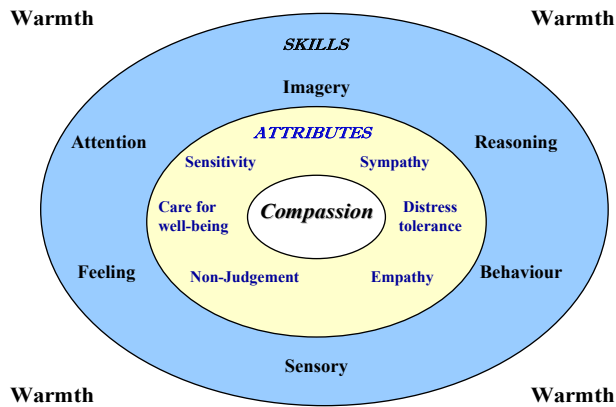 Warmth Warmth
SKILLS
Imagery
Attention Reasoning
ATTRIBUTES
Sensitivity Sympathy
Care for
well-being
Compassion
Distress
tolerance
Non-Judgement Empathy
Feeling Behaviour
Sensory
Warmth Warmth